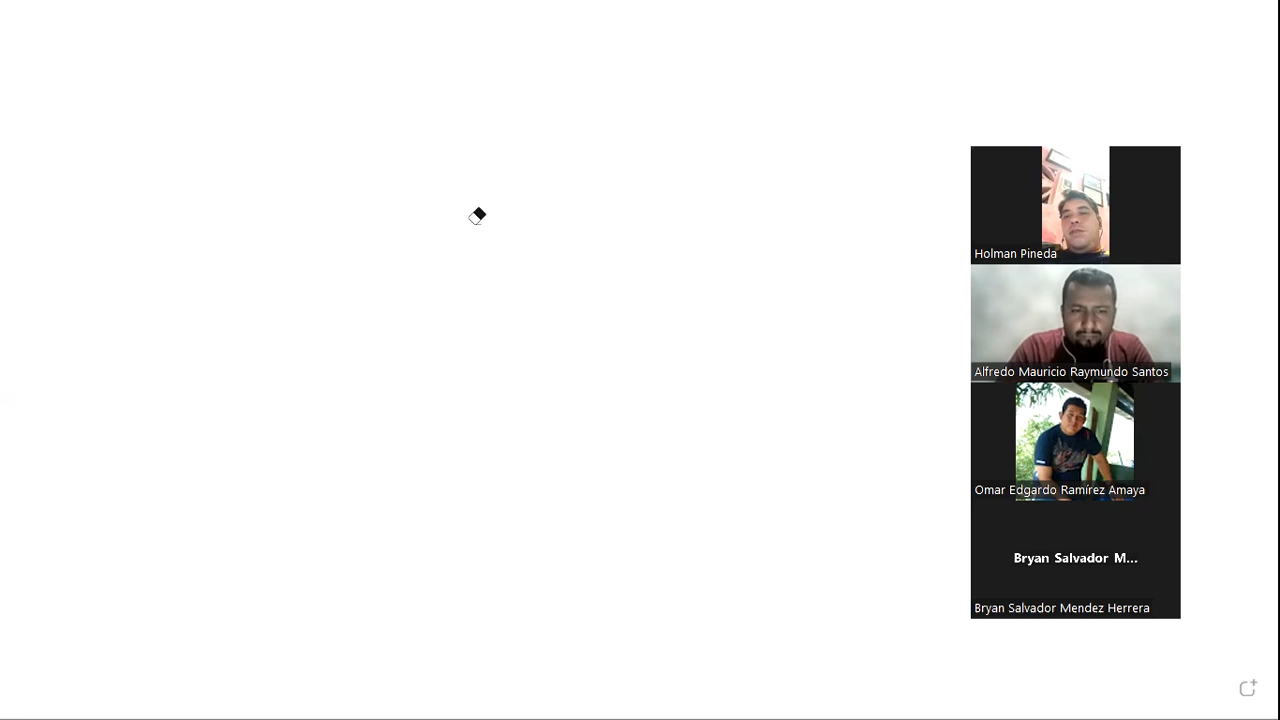 Holman Pineda
Alfredo Mauricio Raymundo Santos
Omar Edgardo Ramírez Amaya
Bryan Salvador M...
Bryan Salvador Mendez Herrera